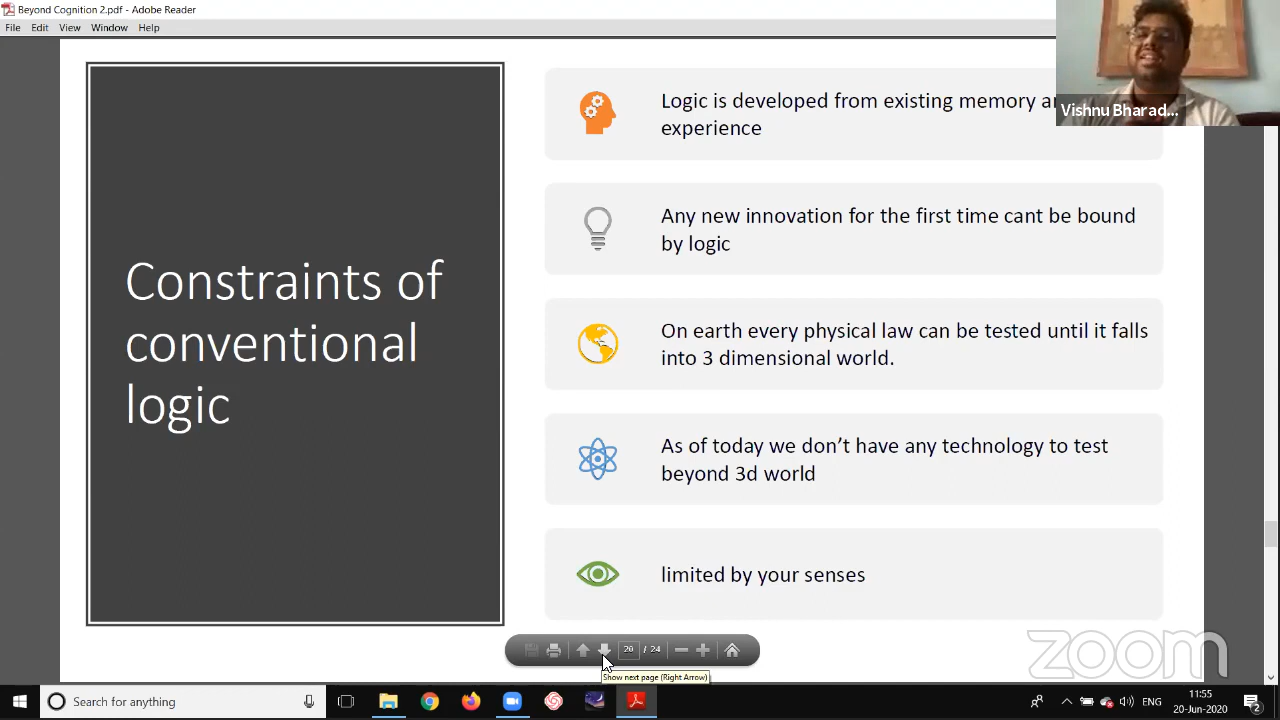 Beyond Cognition 2.pdf - Adobe Reader
File Edit View Window Help
Constraints of
conventional
logic
Logic is developed from existing memory
experience
Any new innovation for the first time cant be bound
by logic
On earth every physical law can be tested until it falls
into 3 dimensional world.
As of today we don’t have any technology to test
beyond 3d world
limited by your senses
Vishnu Bharad...
20 / 24
Show next page (Right Arrow)
zoom
Search for anything
ENG
11:55
20-Jun-2020
2